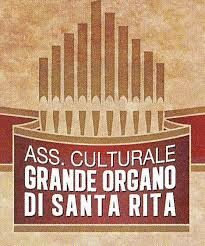 ASS. CULTURALE
GRANDE ORGANO
DI SANTA RITA